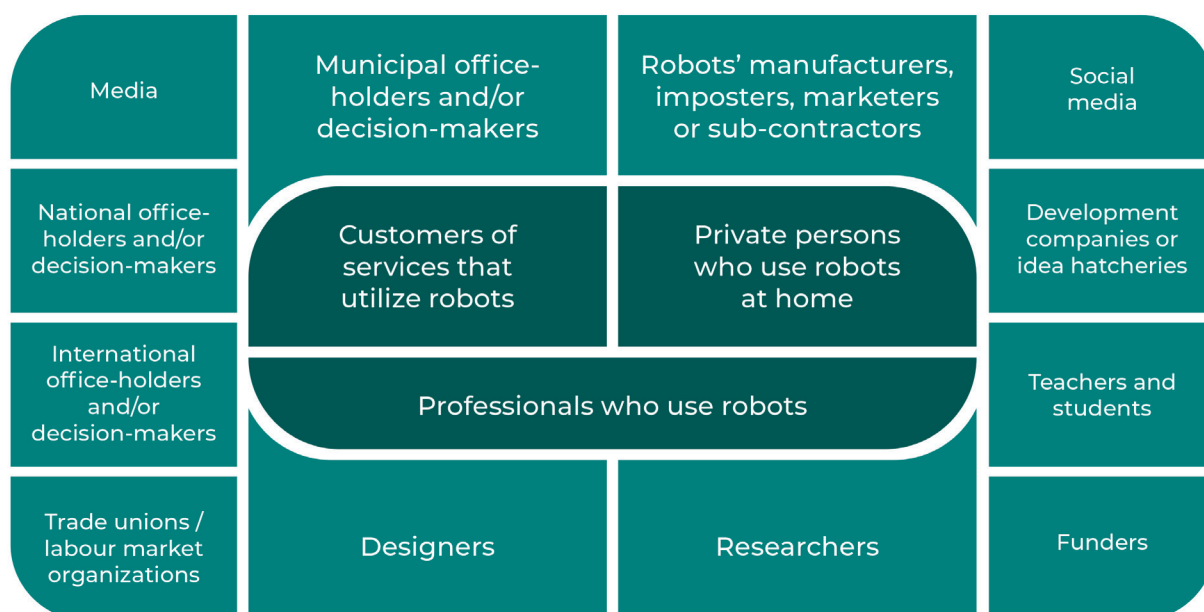 Media
Municipal office-
holders and/or
decision-makers
Robots’ manufacturers,
imposters, marketers
or sub-contractors
Social
media
National office-
holders and/or
decision-makers
Customers of
services that
utilize robots
Private persons
who use robots
at home
Development
companies or
idea hatcheries
International
office-holders
and/or
decision-makers
Professionals who use robots
Teachers and
students
Trade unions /
labour market
organizations
Designers
Researchers
Funders